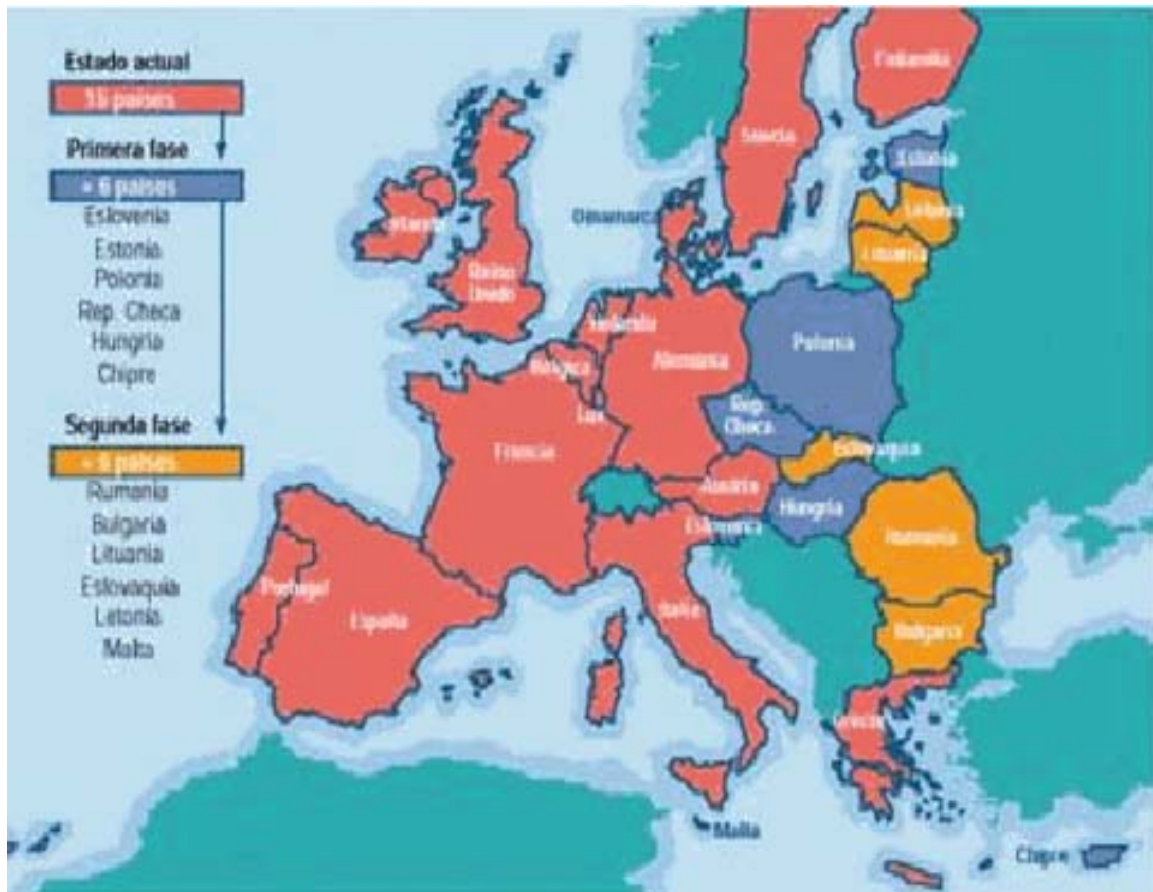 Estado actual
15 países
Primera fase
+ 6 países
Eslovenia
Estonia
Polonia
Rep. Checa
Hungria
Chipre
Segunda fase
+ 6 países
Rumania
Bulgaria
Lituania
Eslovaquia
Letonia
Malta
Finlandia
Suecia
Estonia
Letonia
Lituania
Dinamarca
Irlanda
Reino
Unido
Holanda
Bélgica
Lux
Alemania
Polonia
Rep.
Checa
Eslovaquia
Francia
Austria
Hungria
Eslovenia
Rumania
Bulgaria
Portugal
España
Italia
Grecia
Malta
Chipre